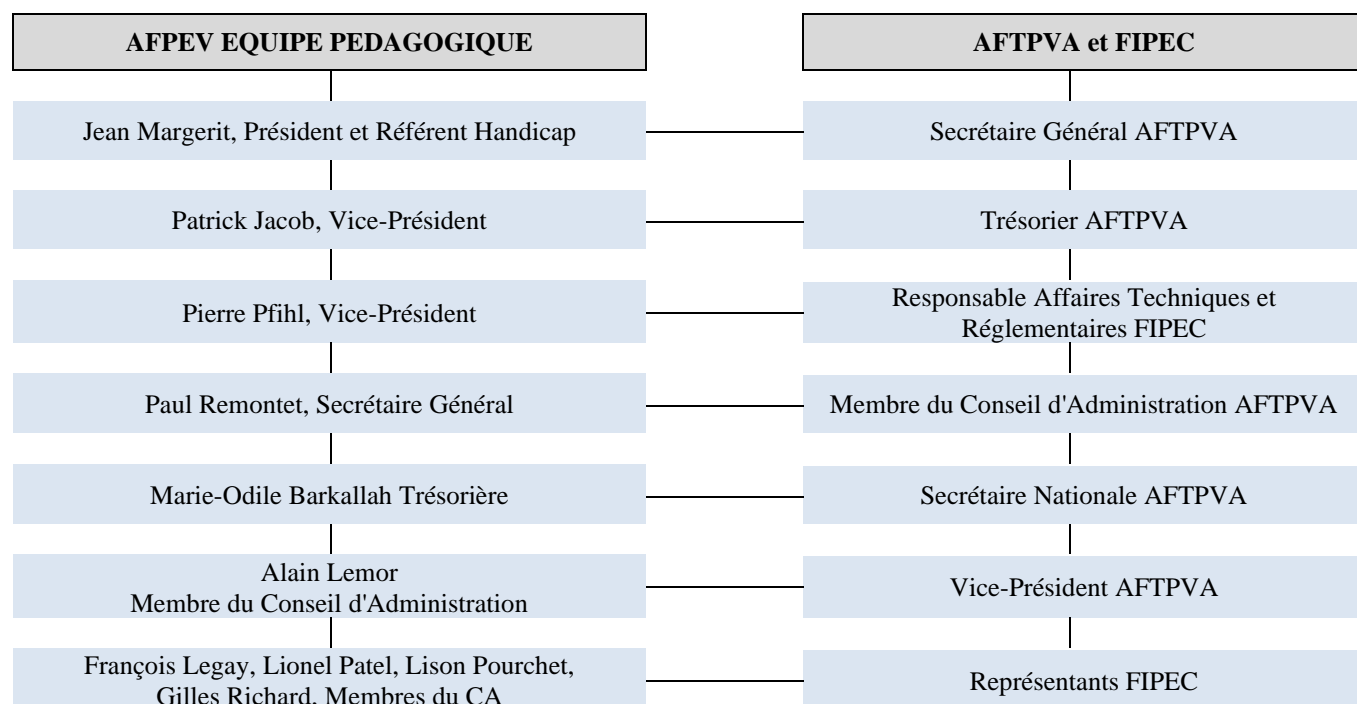 AFPEV EQUIPE PEDAGOGIQUE
AFTPVA et FIPEC
Jean Margerit, Président et Référent Handicap
Secrétaire Général AFTPVA
Patrick Jacob, Vice-Président
Trésorier AFTPVA
Pierre Pfihl, Vice-Président
Responsable Affaires Techniques et
Réglementaires FIPEC
Paul Remontet, Secrétaire Général
Membre du Conseil d'Administration AFTPVA
Marie-Odile Barkallah Trésorière
Secrétaire Nationale AFTPVA
Alain Lemor
Membre du Conseil d'Administration
Vice-Président AFTPVA
François Legay, Lionel Patel, Lison Pourchet,
Gilles Richard, Membres du CA
Représentants FIPEC